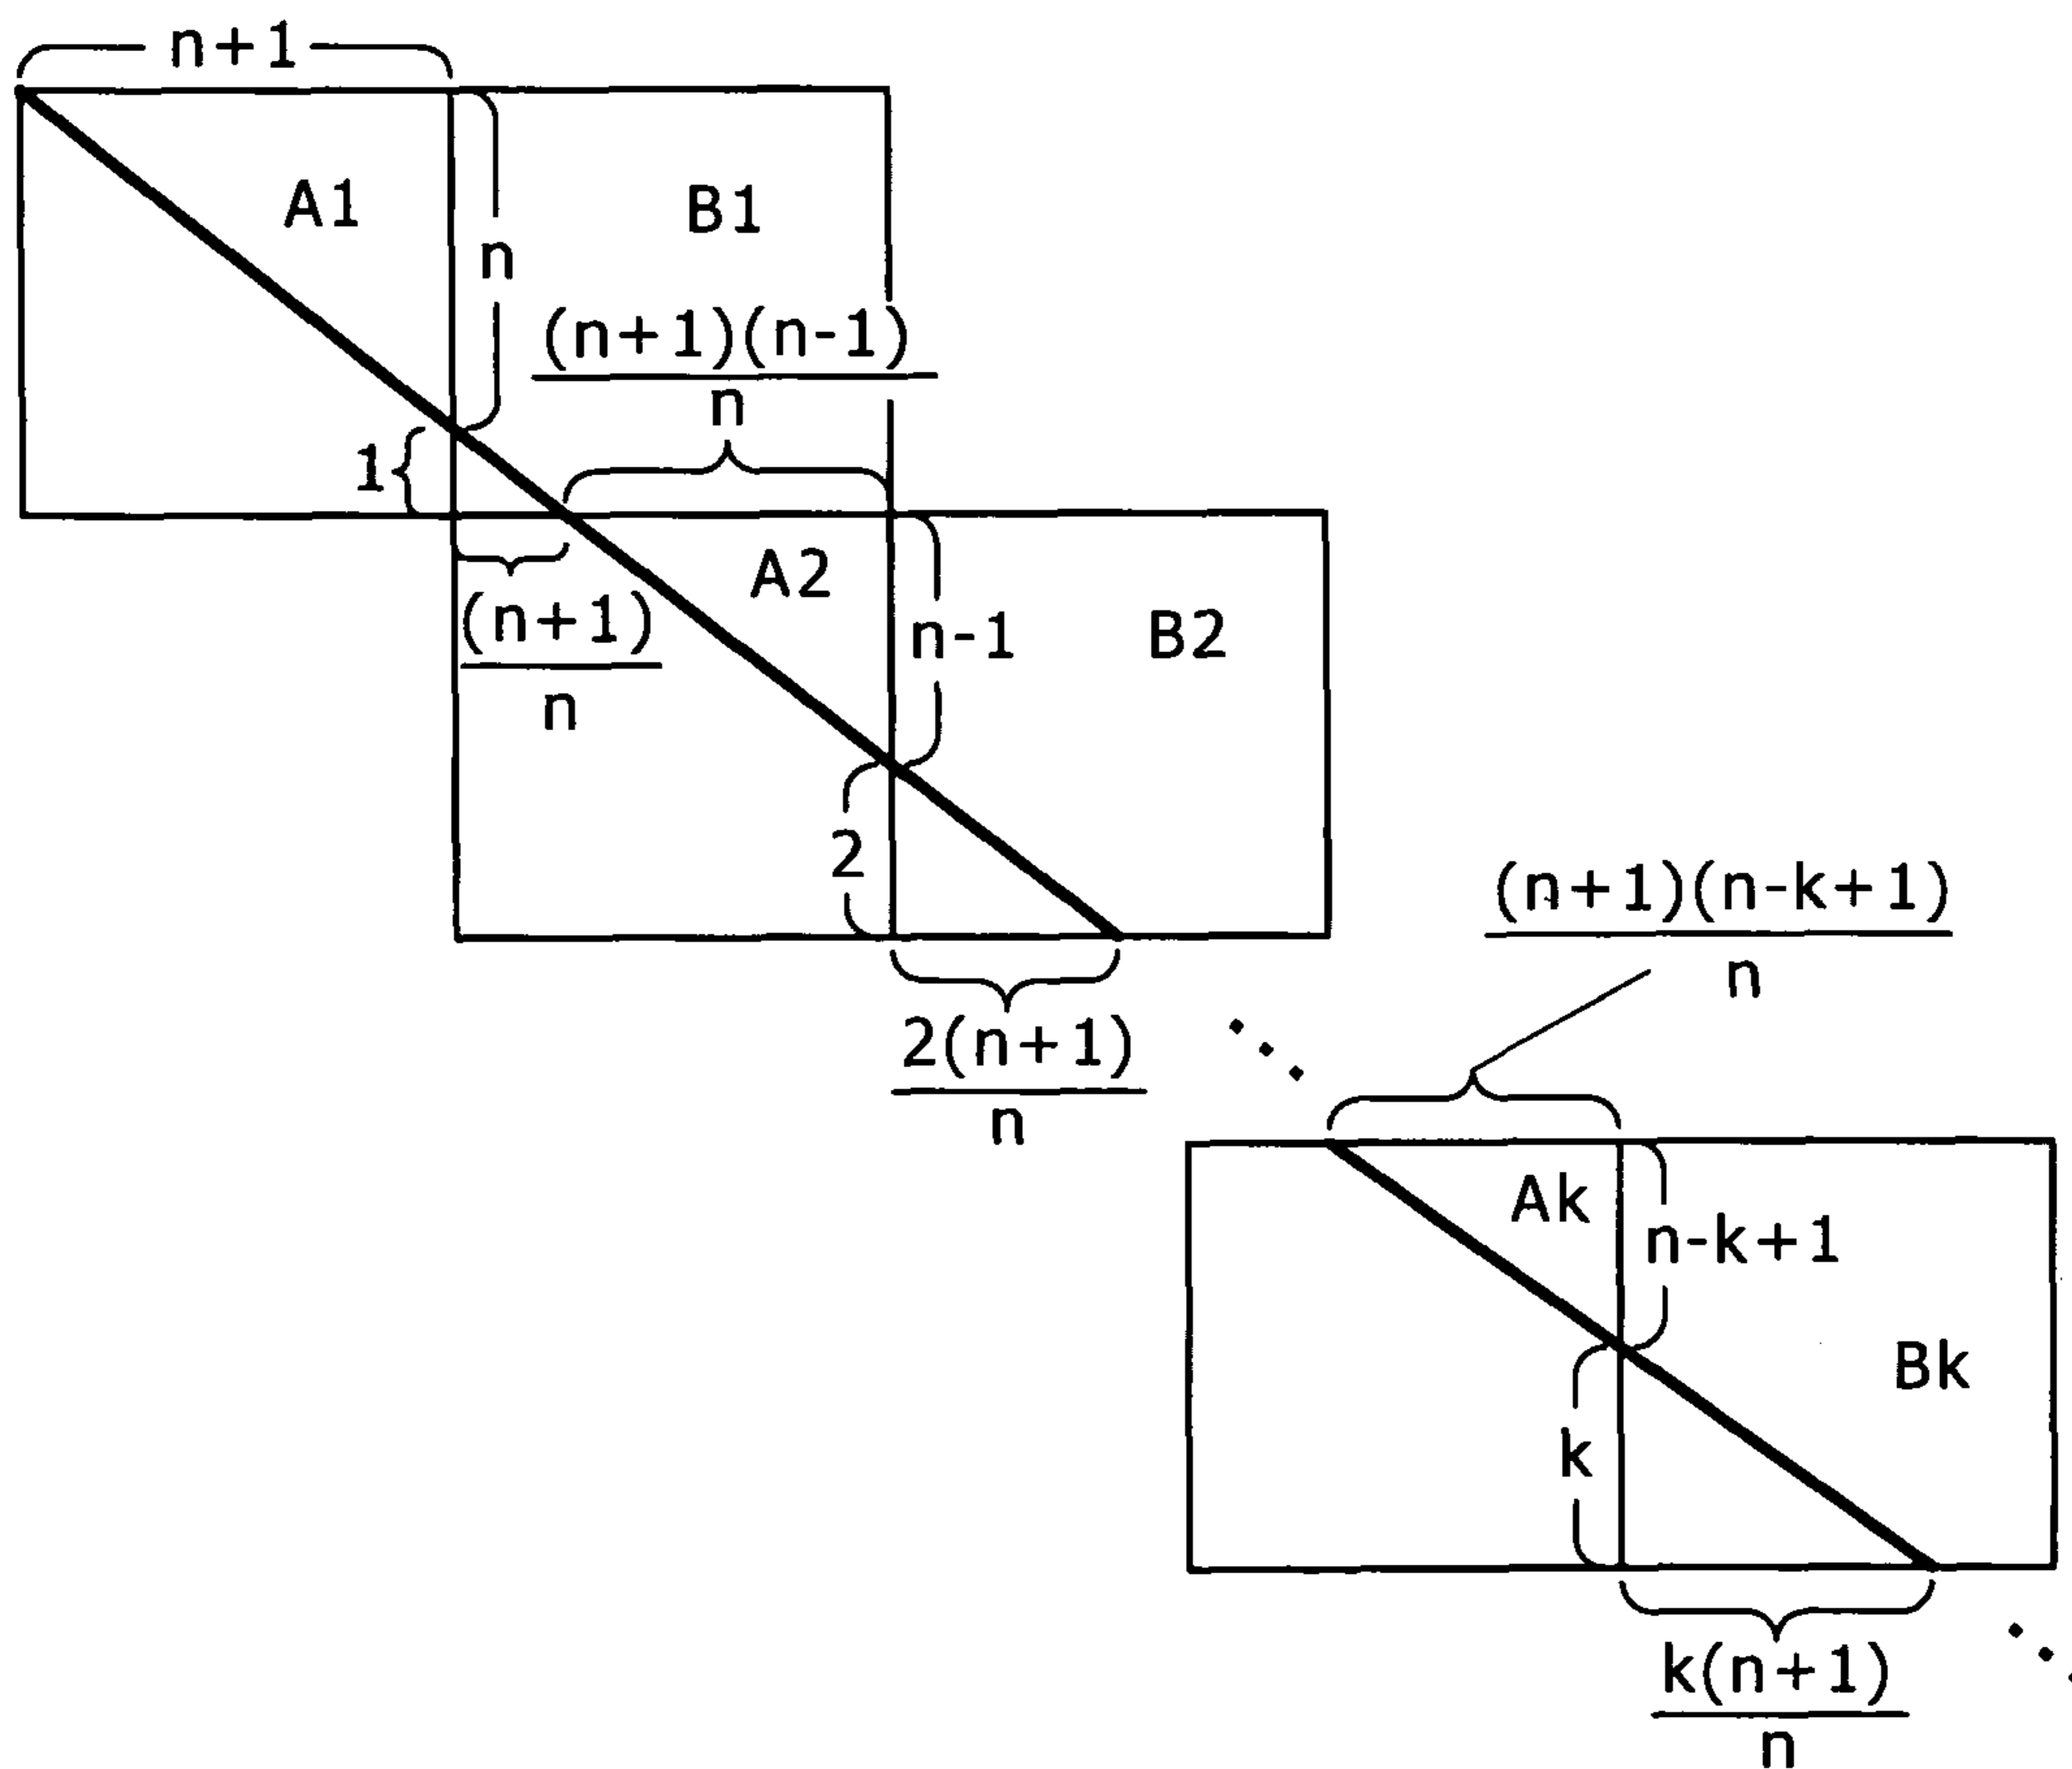 n+1
A1
B1
n
(n+1)(n-1)
n
1
A2
(n+1)
n
n-1
B2
2
(n+1)(n-k+1)
n
2(n+1)
n
Ak
n-k+1
Bk
k
k(n+1)
n